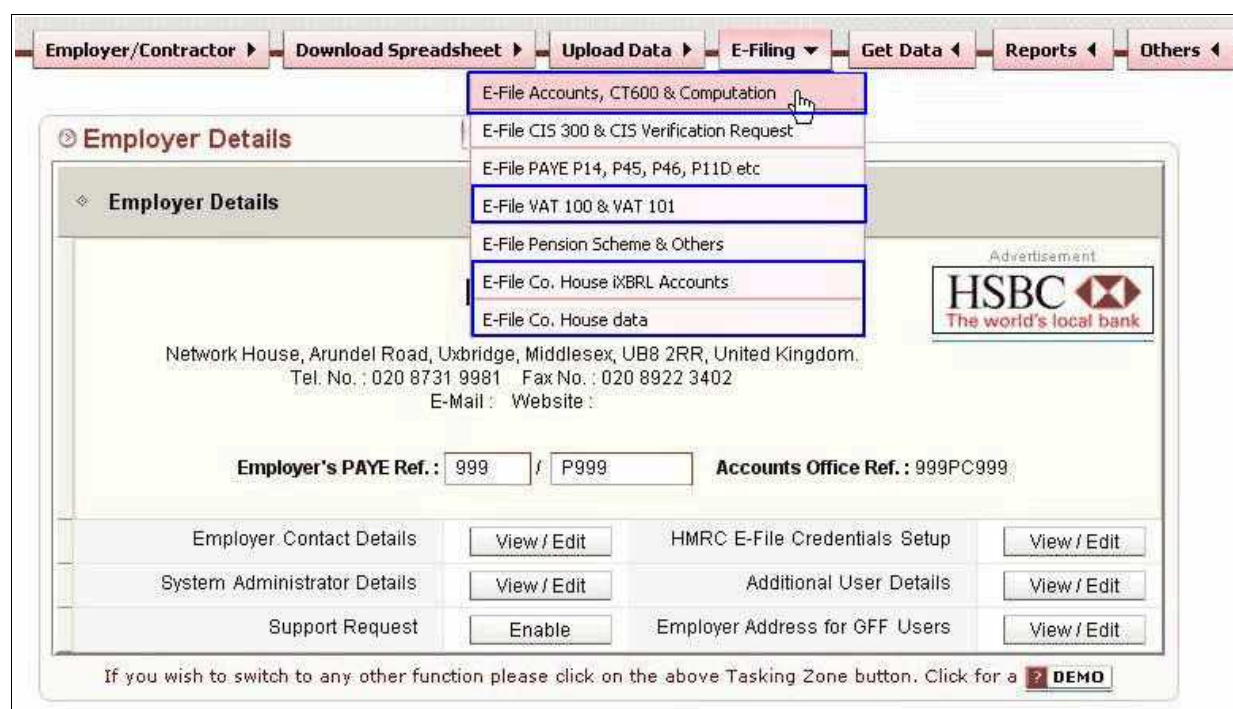 Employer/Contractor Download Spreadsheet Upload Data E-Filing Get Data Reports Others
E-File Accounts, CT600 & Computation
E-File CIS 300 & CIS Verification Request
E-File PAYE P14, P45, P46, P11D etc
E-File VAT 100 & VAT 101
E-File Pension Scheme & Others
E-File Co. House iXBRL Accounts
E-File Co. House data
Employer Details
Employer Details
Advertisement
HSBC
The world's local bank
Network House, Arundel Road, Uxbridge, Middlesex, UB8 2RR, United Kingdom.
Tel. No. : 020 8731 9981 Fax No. : 020 8922 3402
E-Mail : Website :
Employer's PAYE Ref. : 999 / P999 Accounts Office Ref. : 999PC999
Employer Contact Details View / Edit HMRC E-File Credentials Setup View / Edit
System Administrator Details View / Edit Additional User Details View / Edit
Support Request Enable Employer Address for GFF Users View / Edit
If you wish to switch to any other function please click on the above Tasking Zone button. Click for a ? DEMO